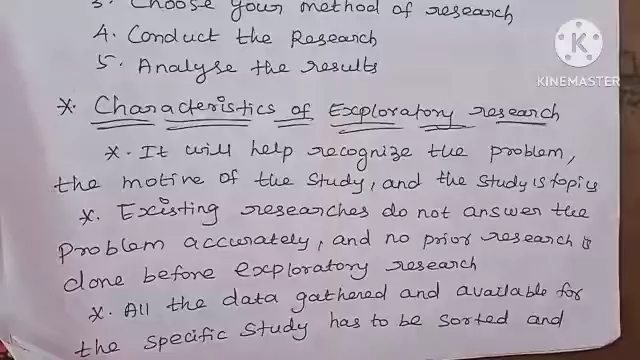 3. Choose your method of research
4. Conduct the Research
5. Analyse the results
*. Characteristics of Exploratory research
*. It will help recognize the problem,
the motive of the study, and the study is topics
*. Existing researches do not answer the
problem accurately, and no prior research is
done before exploratory research
*. All the data gathered and available for
the specific study has to be sorted and
KINEMASTER